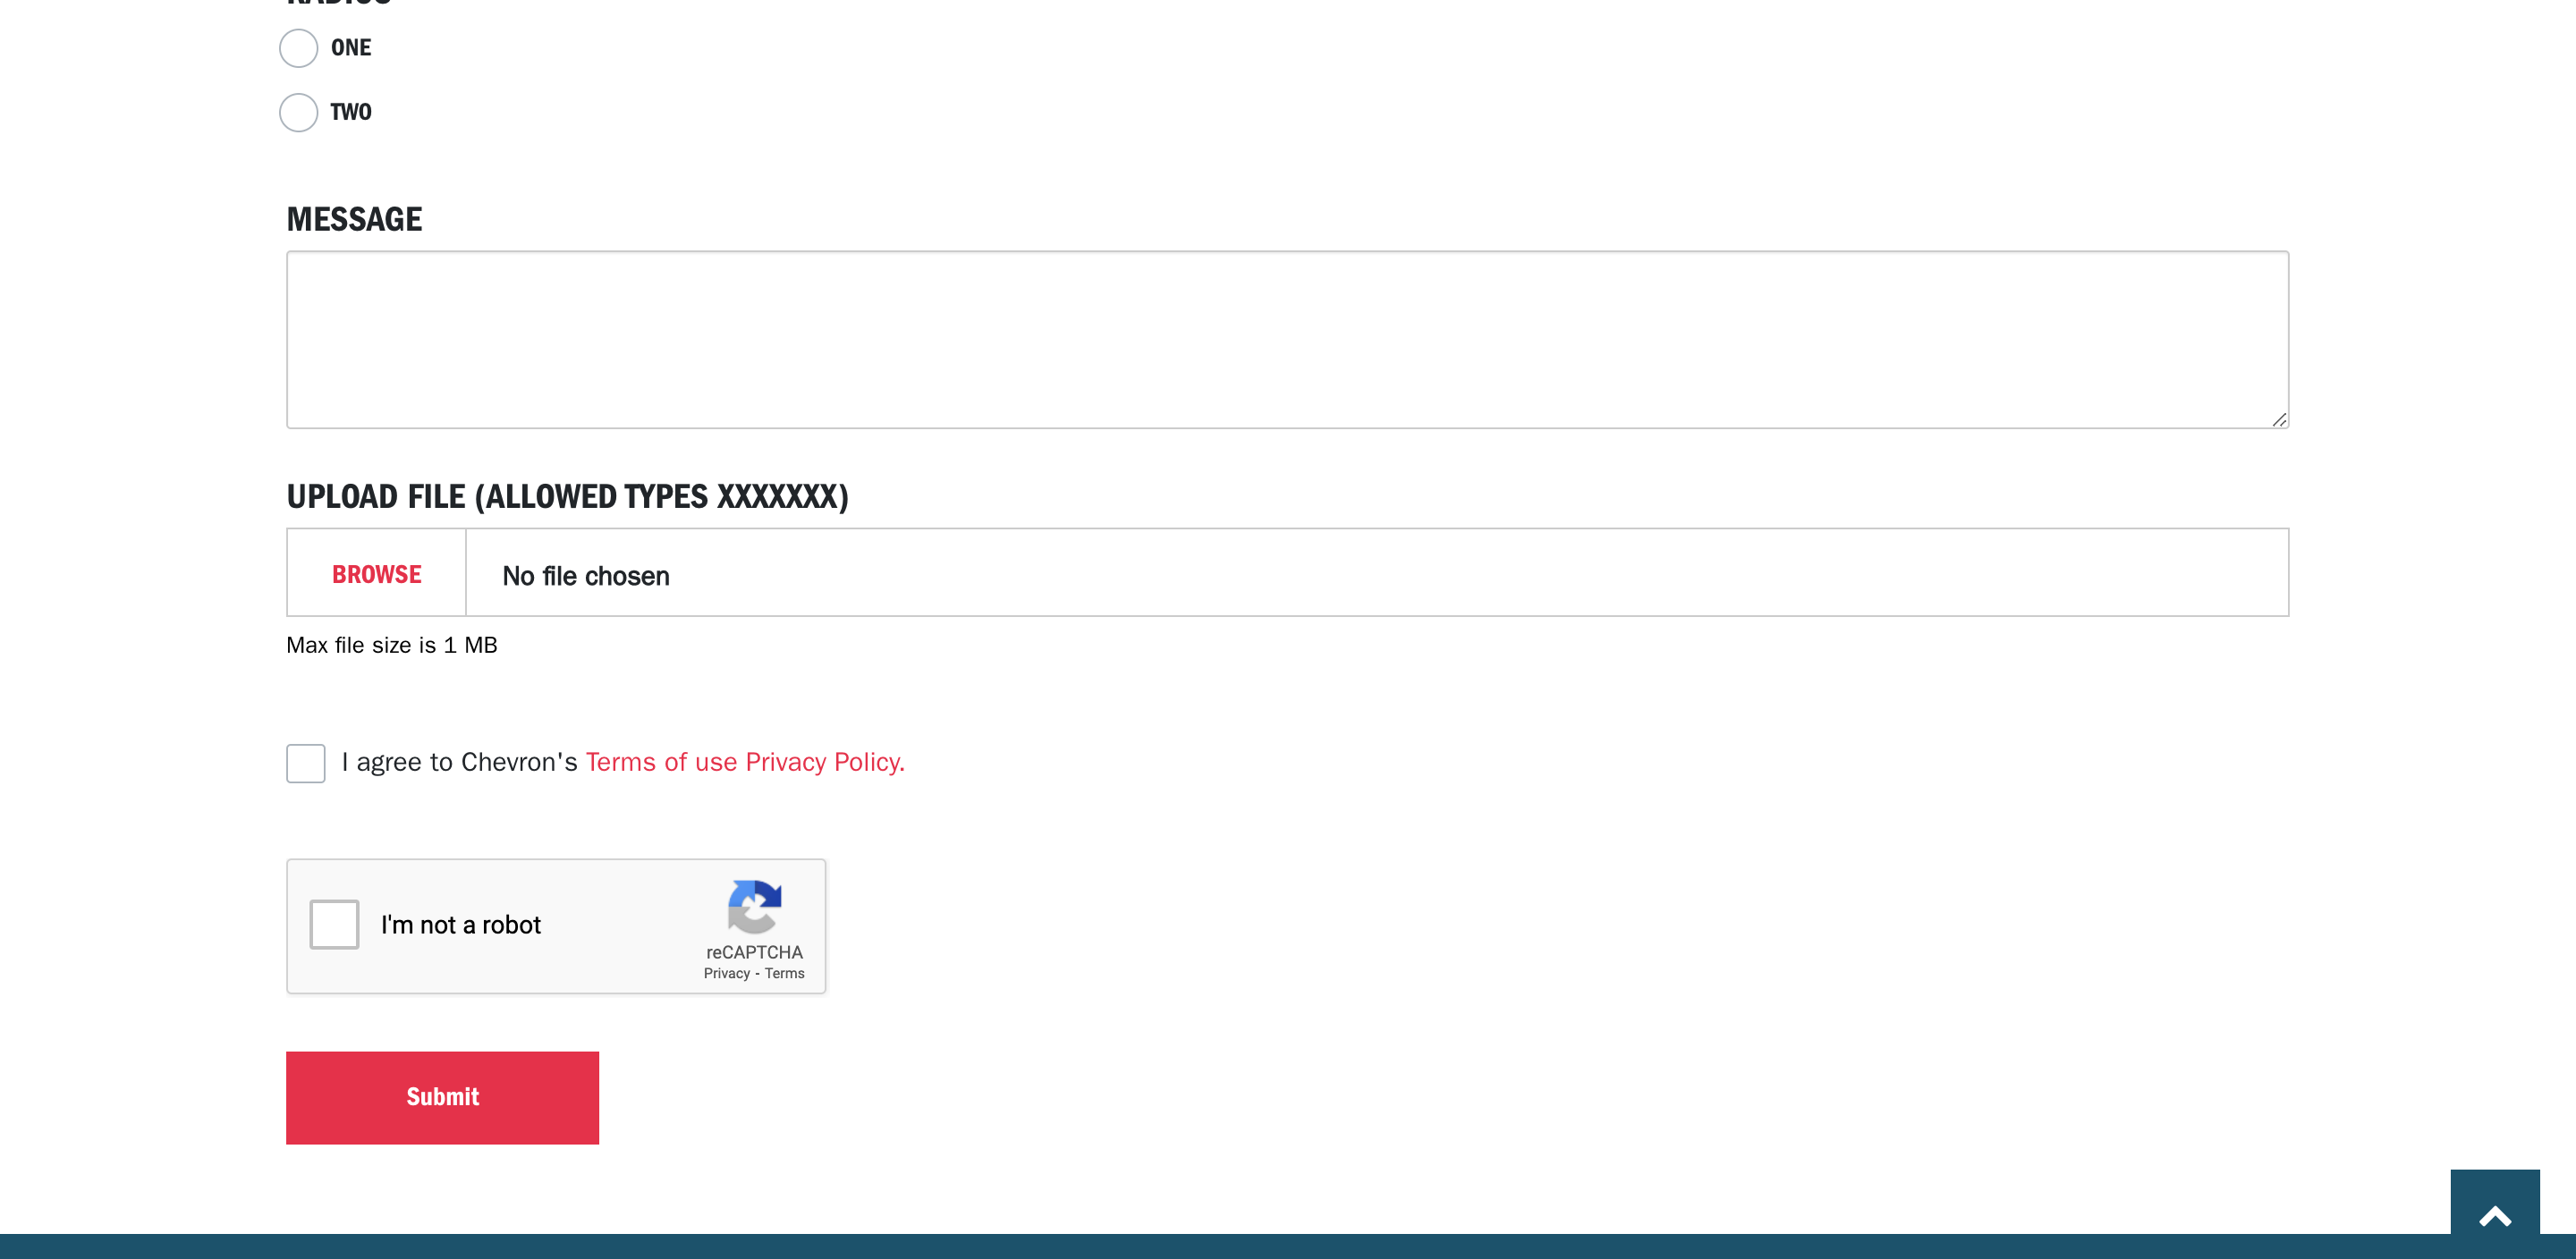 RADIUS
ONE
TWO
MESSAGE
UPLOAD FILE (ALLOWED TYPES XXXXXXX)
BROWSE No file chosen
Max file size is 1 MB
I agree to Chevron's Terms of use Privacy Policy.
I'm not a robot
reCAPTCHA
Privacy - Terms
Submit